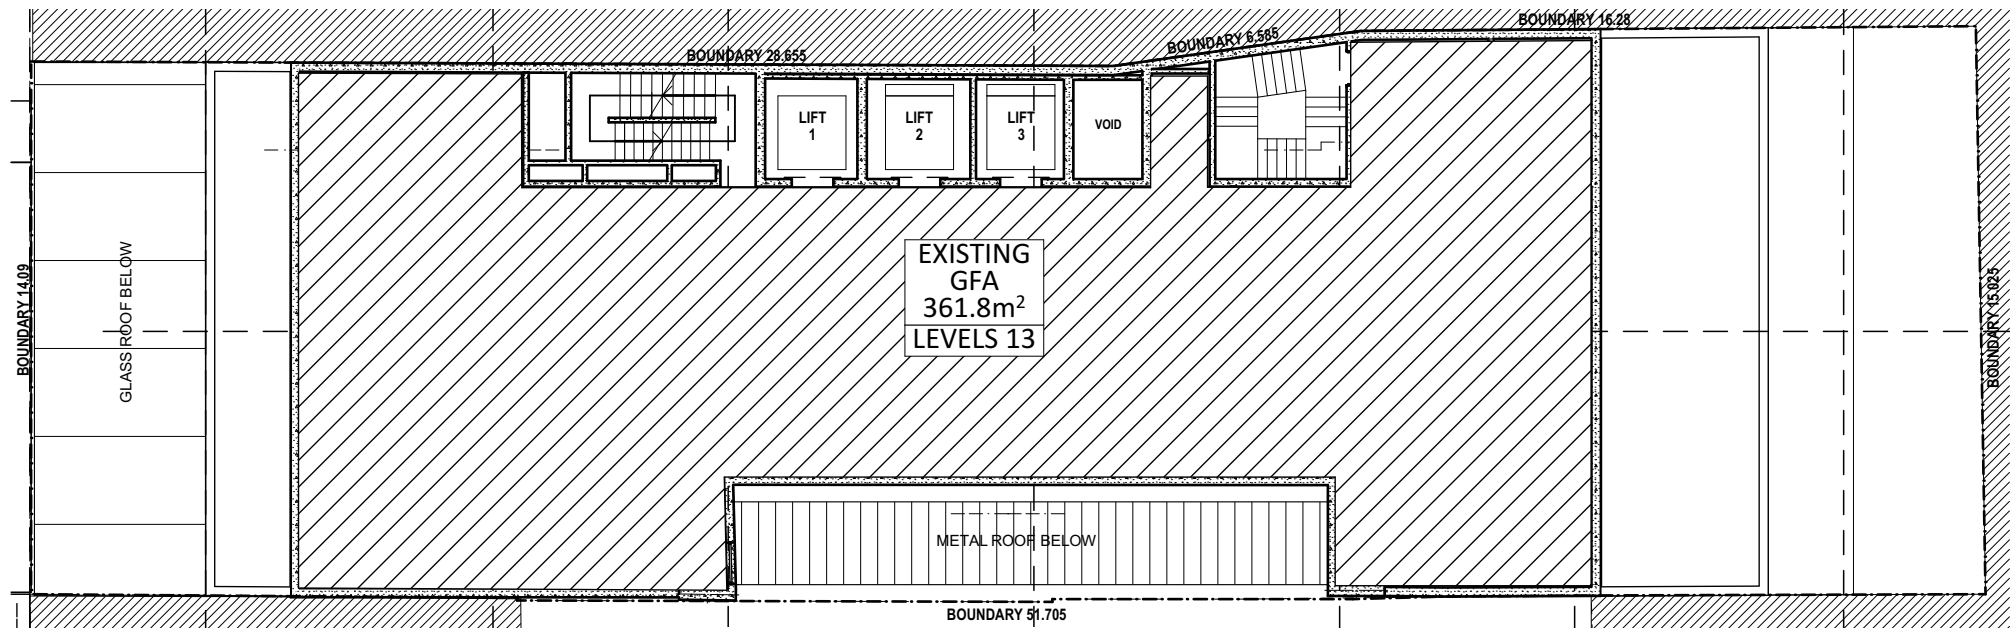 BOUNDARY 16.28
BOUNDARY 6.585
BOUNDARY 28.655
LIFT
1
LIFT
2
LIFT
3
VOID
BOUNDARY 14.09
GLASS ROOF BELOW
EXISTING
GFA
361.8m²
LEVELS 13
BOUNDARY 15.025
METAL ROOF BELOW
BOUNDARY 51.705